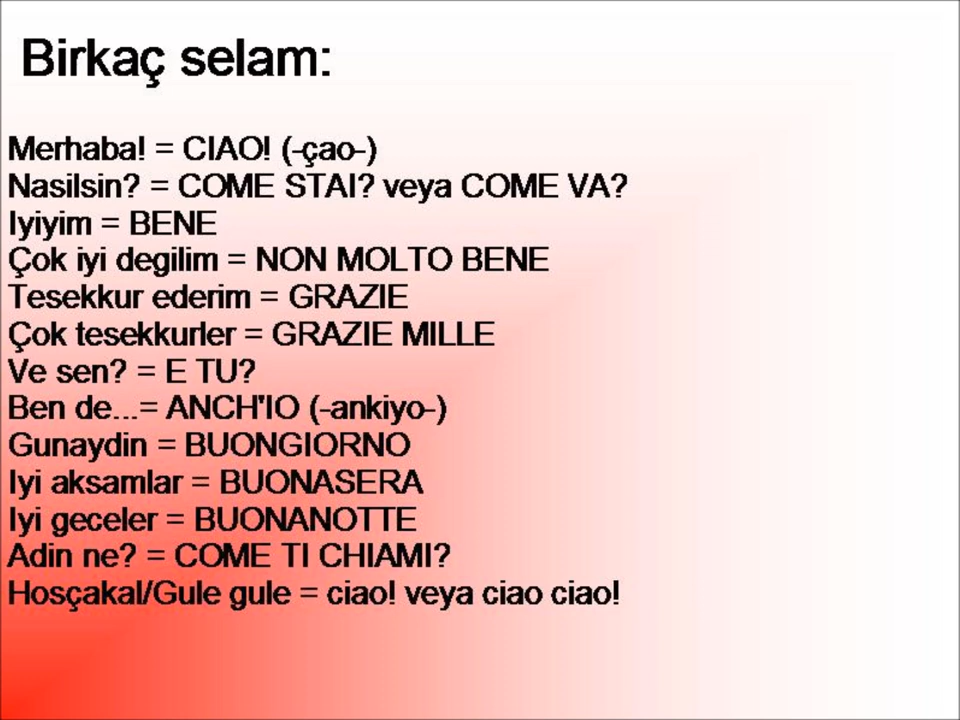 Birkaç selam:
Merhaba! = CIAO! (-çao-)
Nasilsin? = COME STAI? veya COME VA?
Iyiyim = BENE
Çok iyi degilim = NON MOLTO BENE
Tesekkur ederim = GRAZIE
Çok tesekkurler = GRAZIE MILLE
Ve sen? = E TU?
Ben de...= ANCH'IO (-ankiyo-)
Gunaydin = BUONGIORNO
Iyi aksamlar = BUONASERA
Iyi geceler = BUONANOTTE
Adin ne? = COME TI CHIAMI?
Hosçakal/Gule gule = ciao! veya ciao ciao!